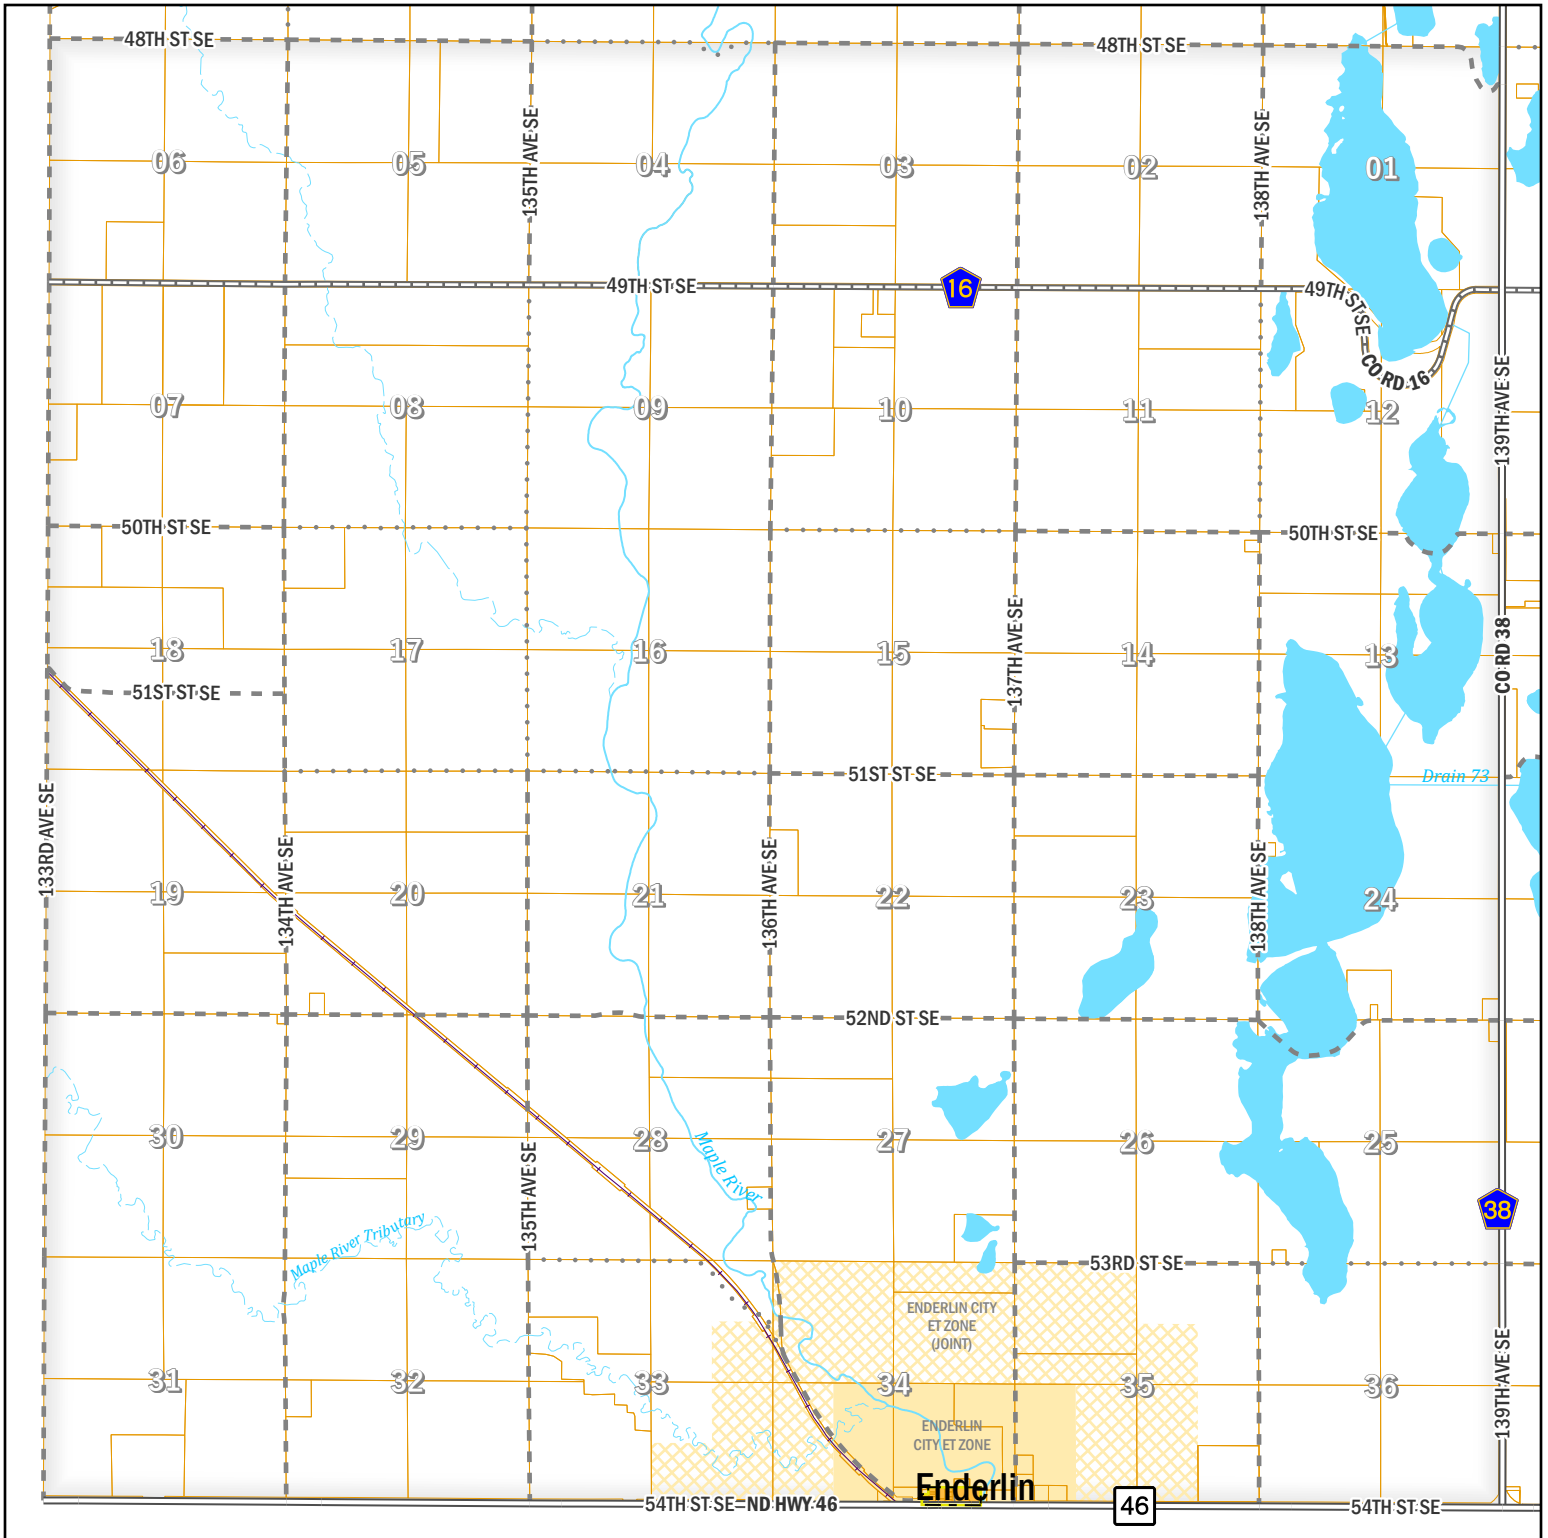 48TH ST SE
48TH ST SE
135TH AVE SE
138TH AVE SE
06
05
04
03
02
01
49TH ST SE
16
49TH ST SE
CO RD 16
139TH AVE SE
07
08
09
10
11
12
50TH ST SE
50TH ST SE
137TH AVE SE
CO RD 38
18
17
16
15
14
13
51ST ST SE
51ST ST SE
Drain 73
133RD AVE SE
134TH AVE SE
136TH AVE SE
138TH AVE SE
19
20
21
22
23
24
52ND ST SE
30
29
28
27
26
25
Maple River
135TH AVE SE
Maple River Tributary
38
53RD ST SE
ENDERLIN CITY
ET ZONE
(JOINT)
139TH AVE SE
31
32
33
34
35
36
ENDERLIN
CITY ET ZONE
Enderlin
54TH ST SE
ND HWY 46
46
54TH ST SE